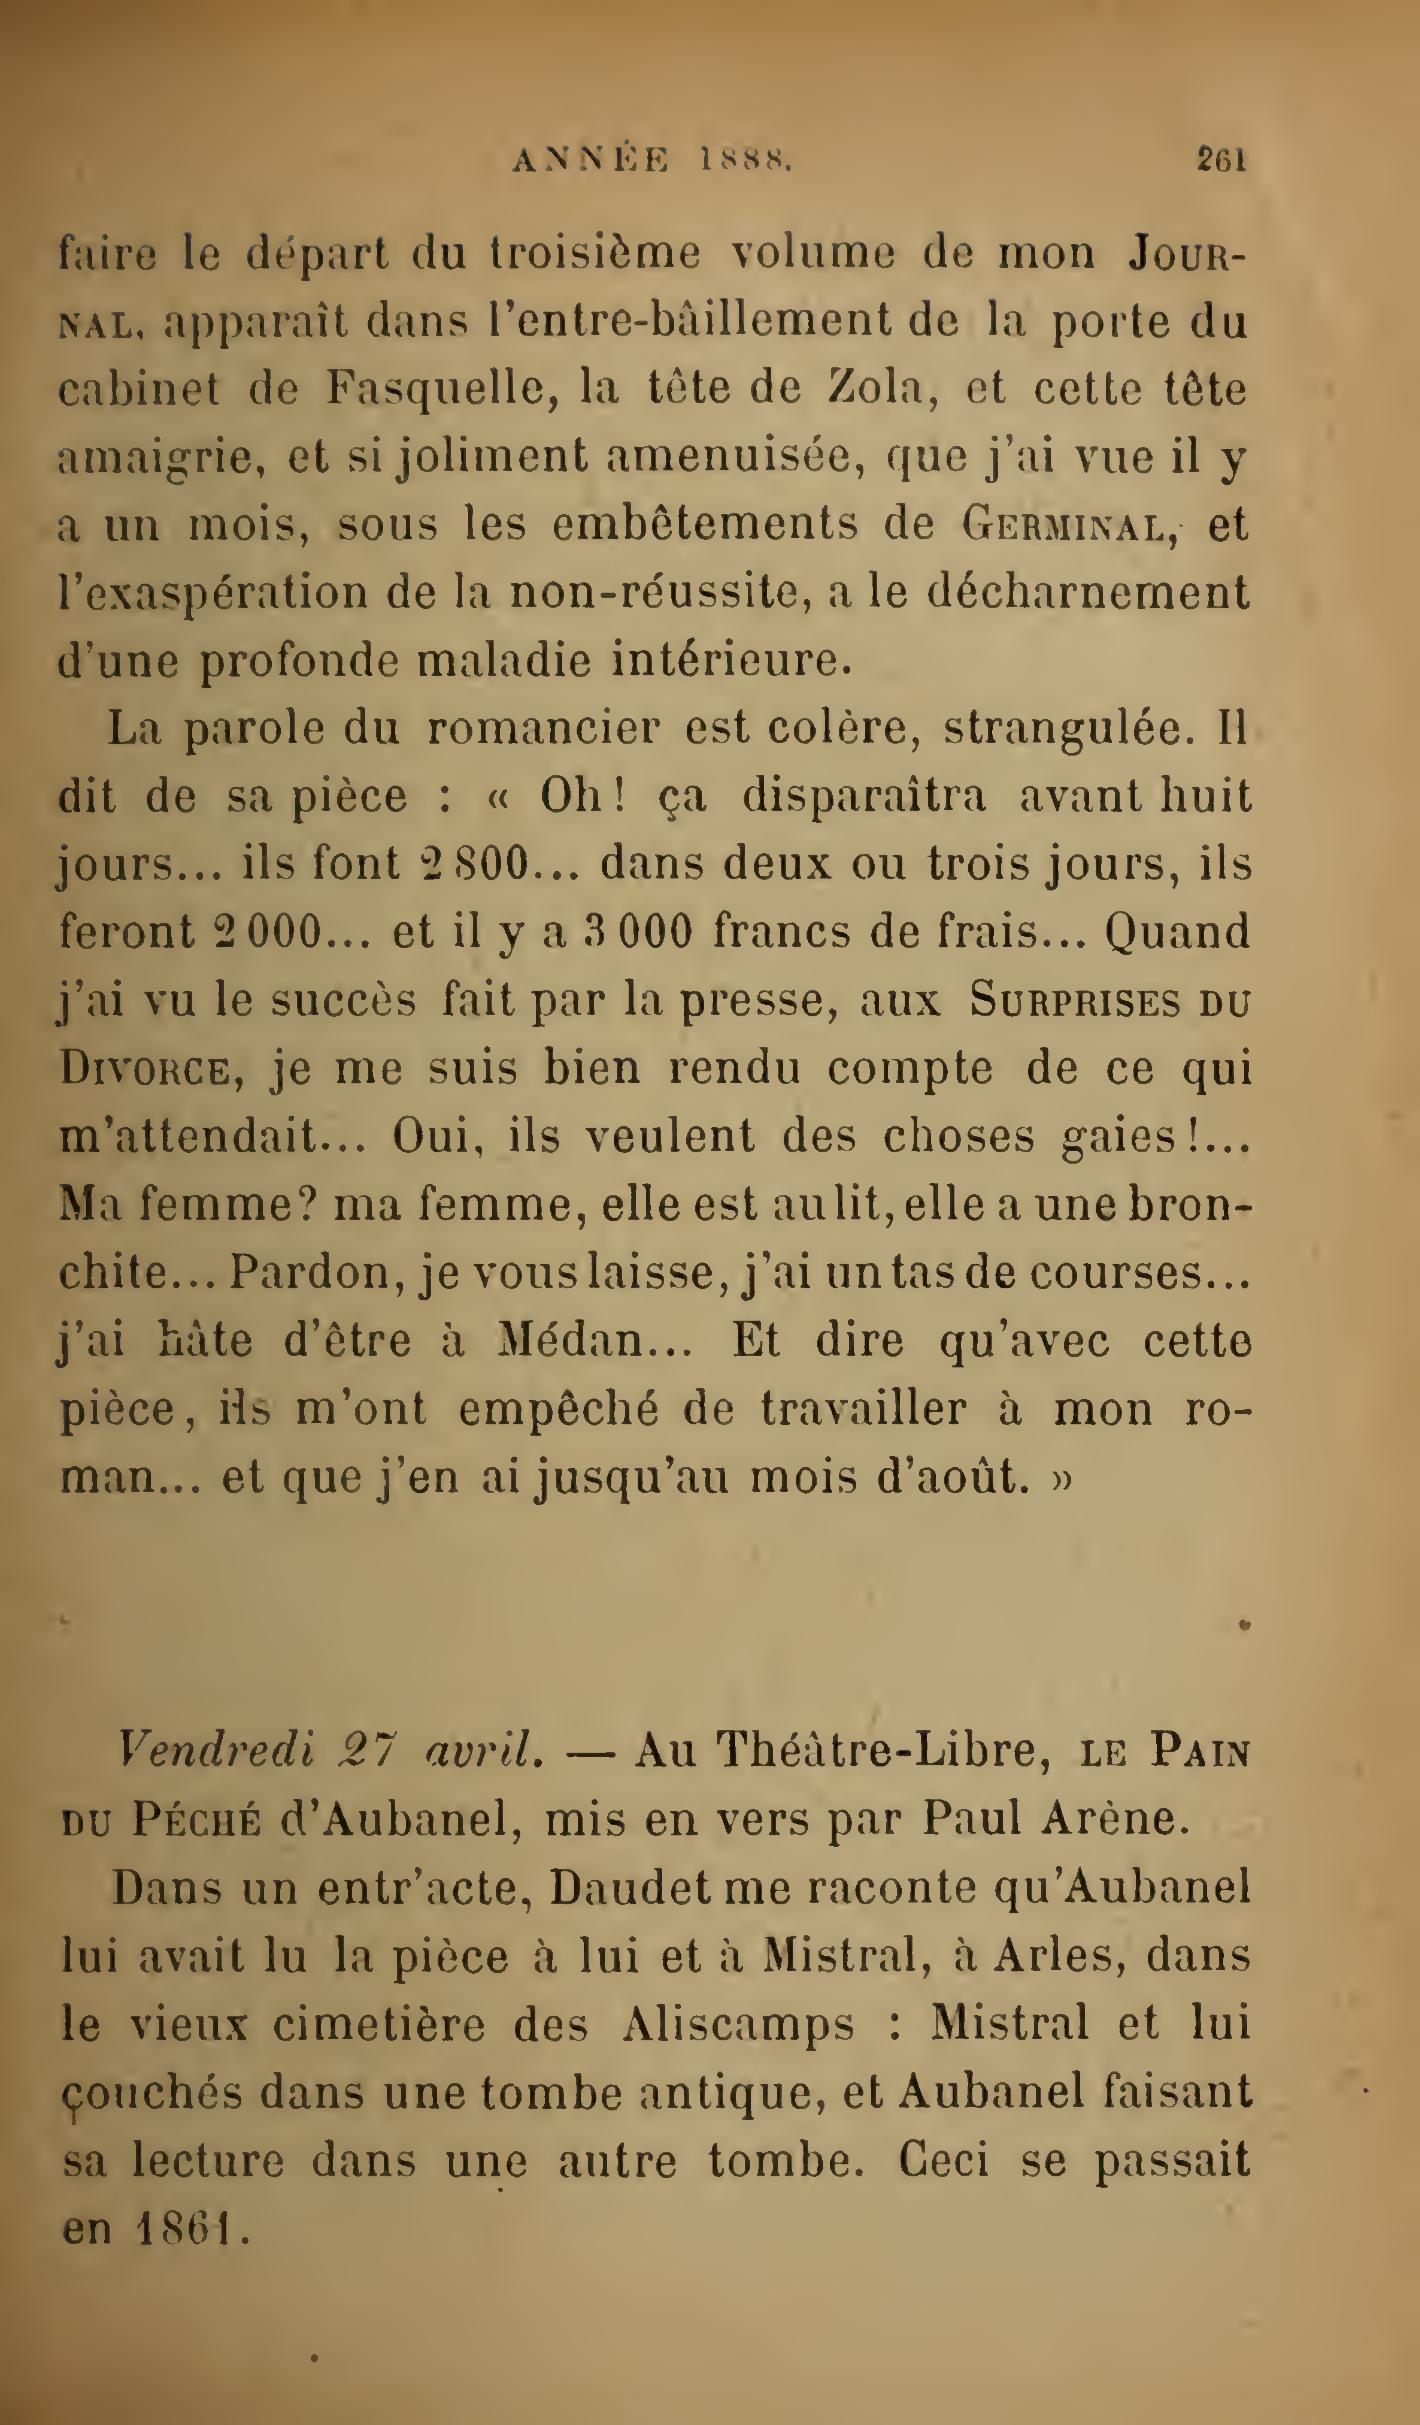 ANNÉE 1888. 261
faire le départ du troisième volume de mon JOUR-
NAL, apparaît dans l'entre-bâillement de la porte du
cabinet de Fasquelle, la tête de Zola, et cette tête
amaigrie, et si joliment amenuisée, que j'ai vue il y
a un mois, sous les embêtements de GERMINAL, et
l'exaspération de la non-réussite, a le décharnement
d'une profonde maladie intérieure.
La parole du romancier est colère, strangulée. Il
dit de sa pièce : « Oh! ça disparaîtra avant huit
jours... ils font 2 800... dans deux ou trois jours, ils
feront 2 000... et il y a 3 000 francs de frais... Quand
j'ai vu le succès fait par la presse, aux SURPRISES DU
DIVORCE, je me suis bien rendu compte de ce qui
m'attendait... Oui, ils veulent des choses gaies!...
Ma femme? ma femme, elle est au lit, elle a une bron-
chite... Pardon, je vous laisse, j'ai un tas de courses...
j'ai hâte d'être à Médan... Et dire qu'avec cette
pièce, ils m'ont empêché de travailler à mon ro-
man... et que j'en ai jusqu'au mois d'août. »
Vendredi 27 avril. — Au Théâtre-Libre, LE PAIN
DU PÉCHÉ d'Aubanel, mis en vers par Paul Arène.
Dans un entr'acte, Daudet me raconte qu'Aubanel
lui avait lu la pièce à lui et à Mistral, à Arles, dans
le vieux cimetière des Aliscamps : Mistral et lui
çouchés dans une tombe antique, et Aubanel faisant
sa lecture dans une autre tombe. Ceci se passait
en 1861.